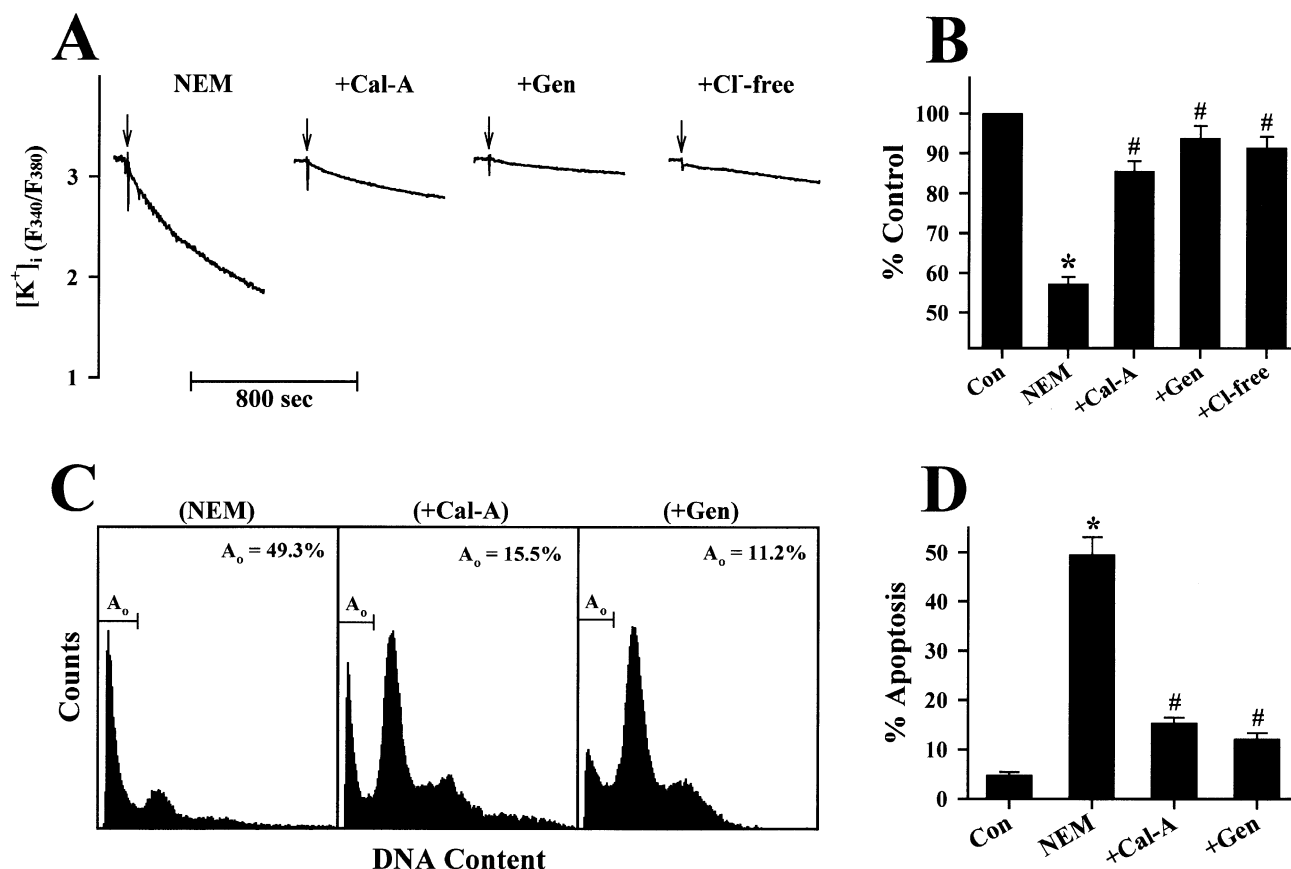 A
NEM
+Cal-A
+Gen
+Cl⁻-free
[K⁺]ᵢ (F340/F380)
3
2
1
800 sec
B
% Control
100
90
80
70
60
50
*
#
#
#
Con
NEM
+Cal-A
+Gen
+Cl-free
C
(NEM)
(+Cal-A)
(+Gen)
Aₒ = 49.3%
Aₒ = 15.5%
Aₒ = 11.2%
Aₒ
Aₒ
Aₒ
Counts
DNA Content
D
% Apoptosis
50
40
30
20
10
0
*
#
#
Con
NEM
+Cal-A
+Gen